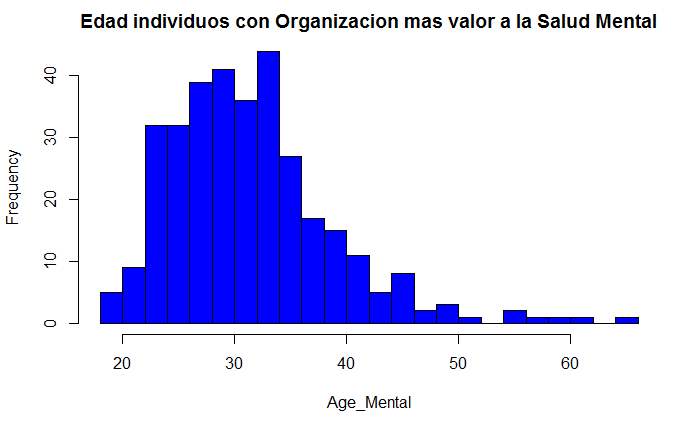 Edad individuos con Organizacion mas valor a la Salud Mental
Frequency
40
30
20
10
0
20 30 40 50 60
Age_Mental